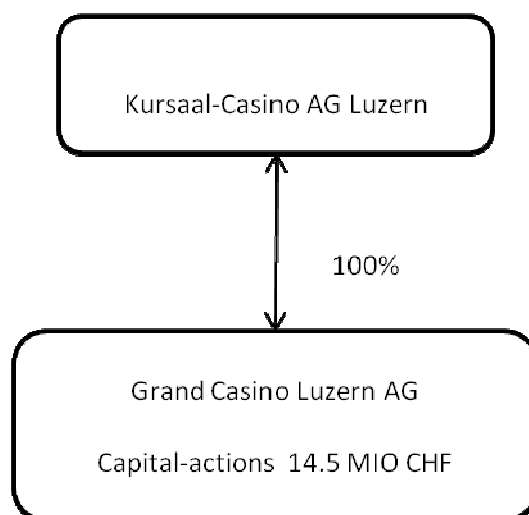 Kursaal-Casino AG Luzern
100%
Grand Casino Luzern AG
Capital-actions 14.5 MIO CHF